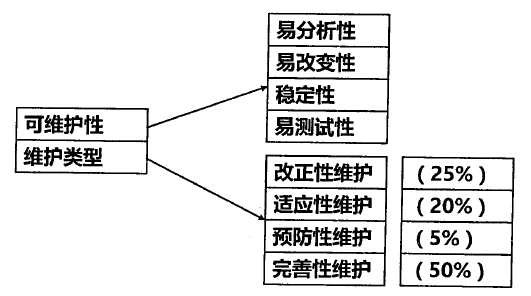 易分析性
易改变性
稳定性
易测试性
可维护性
维护类型
改正性维护 （25%）
适应性维护 （20%）
预防性维护 （5%）
完善性维护 （50%）